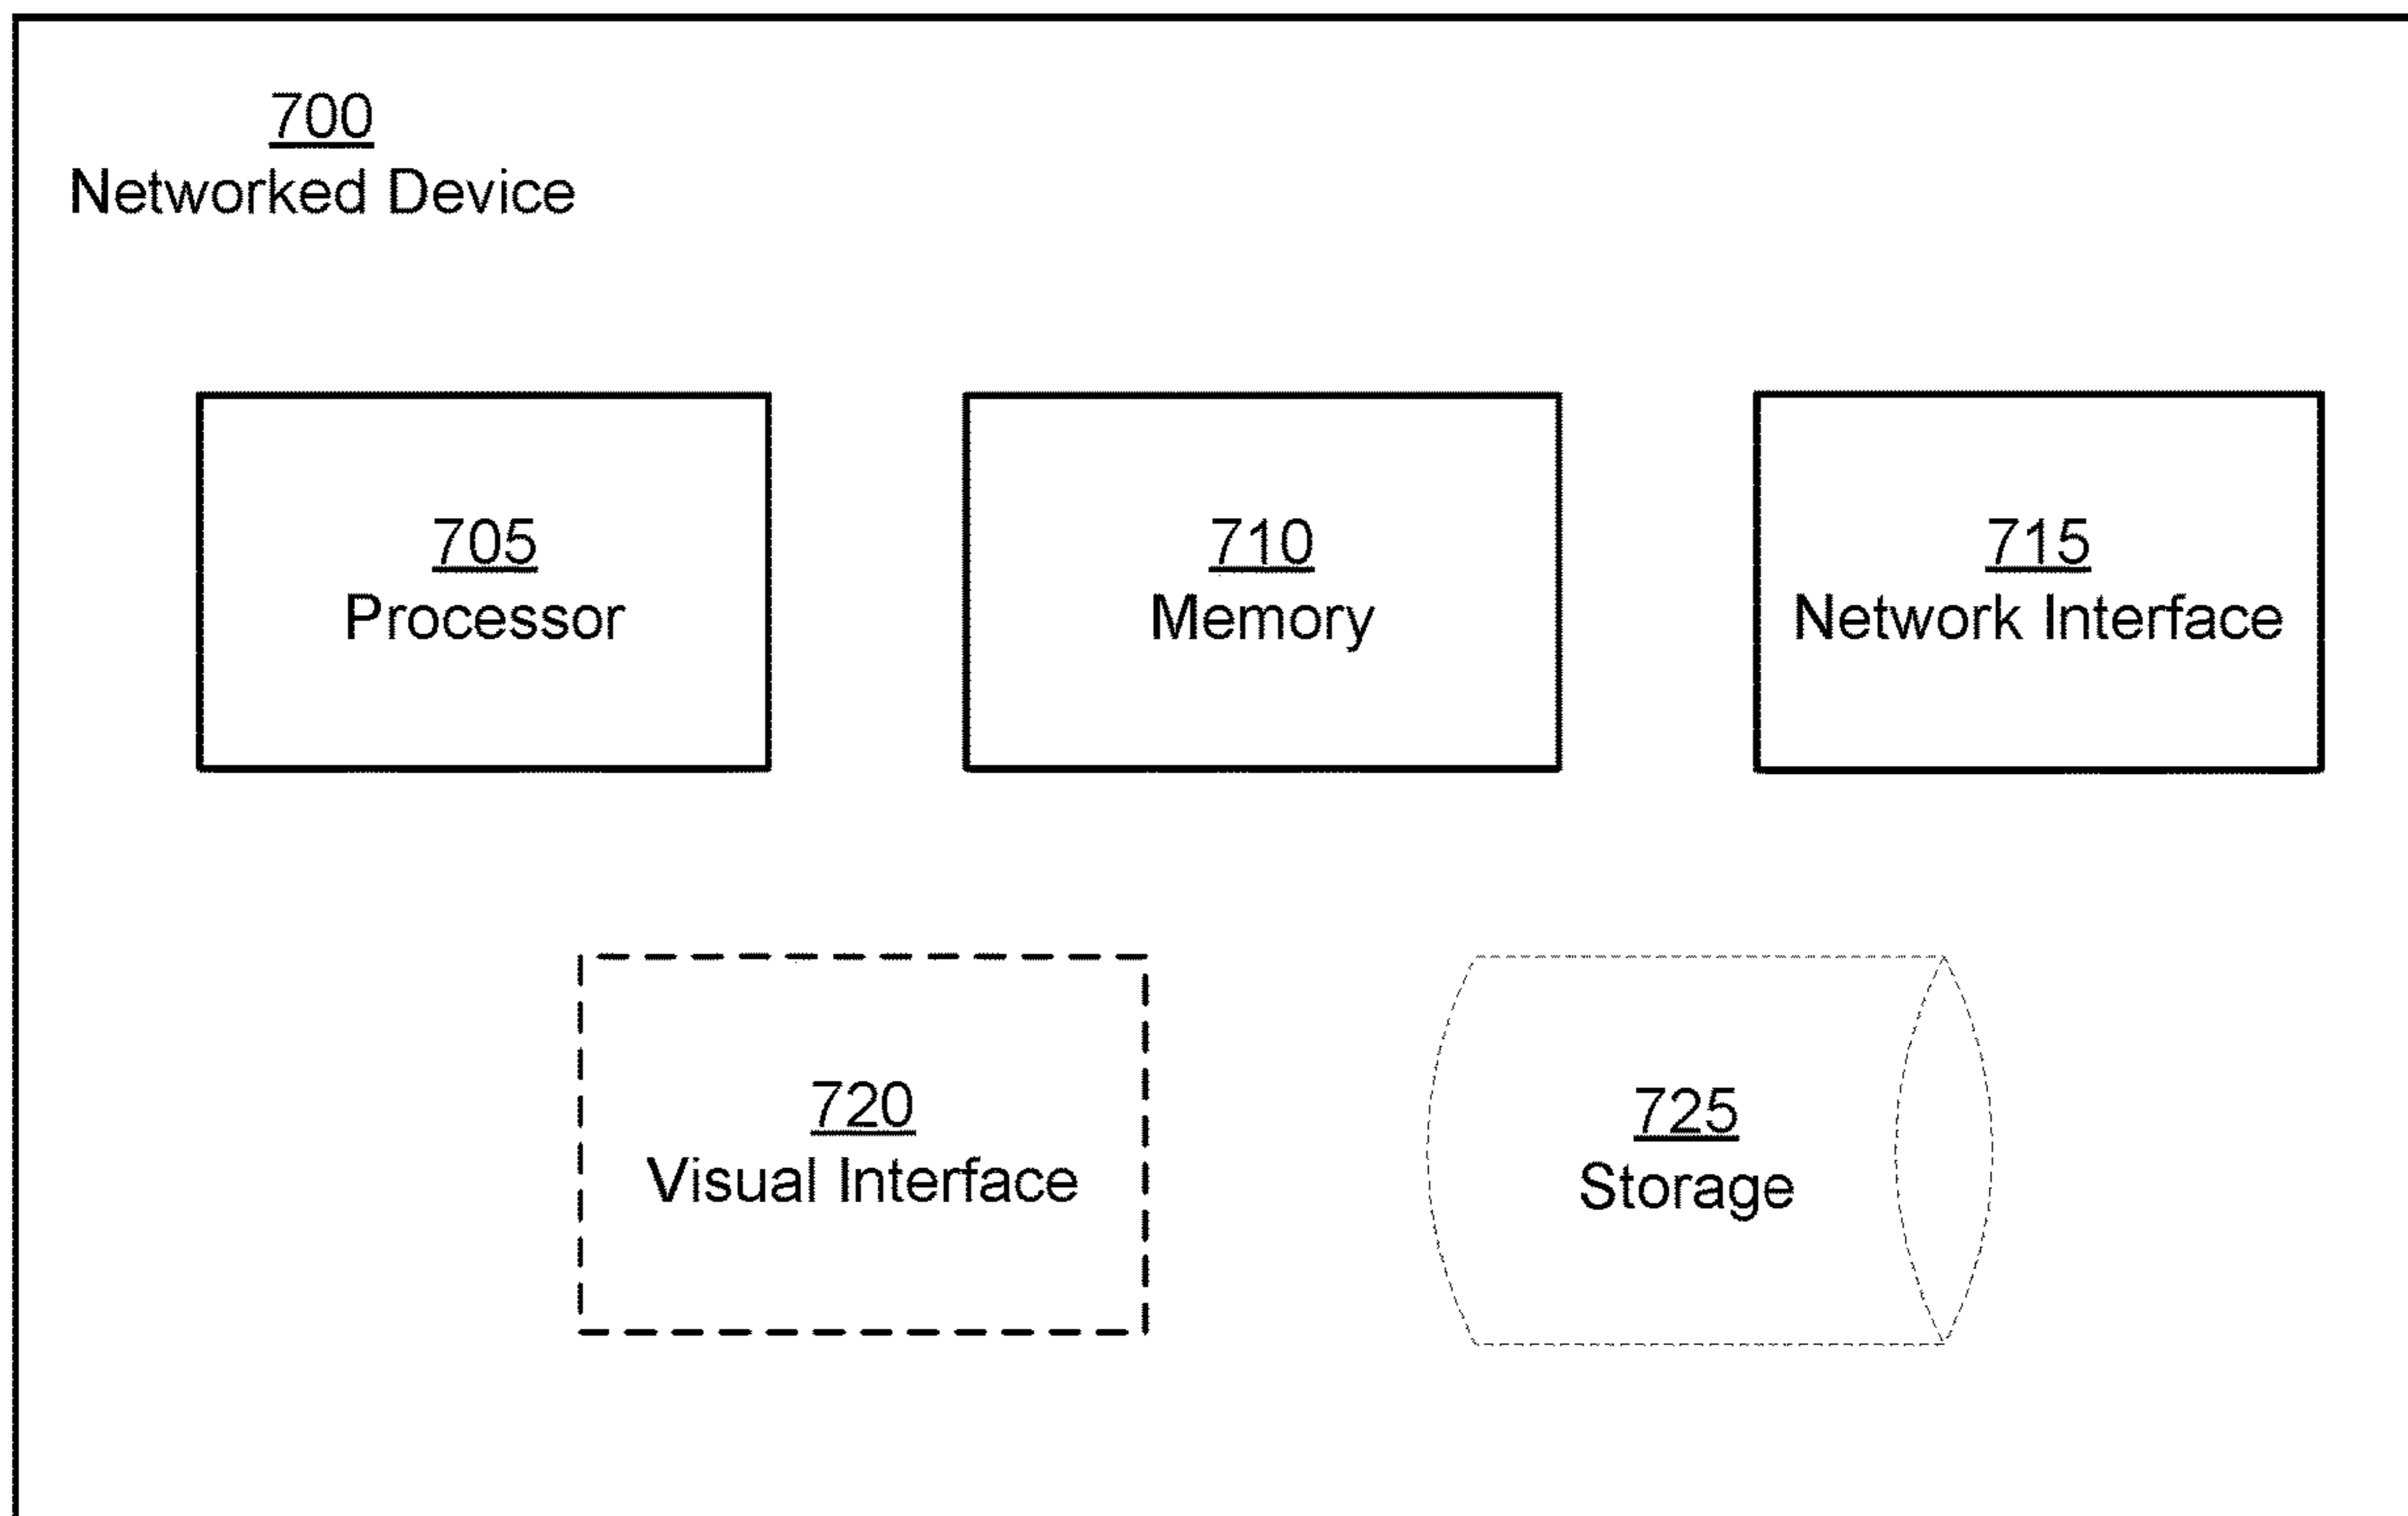 700
Networked Device
705
Processor
710
Memory
715
Network Interface
720
Visual Interface
725
Storage